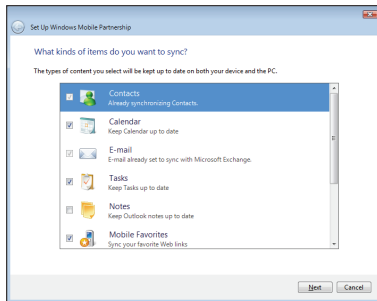 Set Up Windows Mobile Partnership
What kinds of items do you want to sync?
The types of content you select will be kept up to date on both your device and the PC.
Contacts
Already synchronizing Contacts.
Calendar
Keep Calendar up to date
E-mail
E-mail already set to sync with Microsoft Exchange.
Tasks
Keep Tasks up to date
Notes
Keep Outlook notes up to date
Mobile Favorites
Sync your favorite Web links
Next Cancel